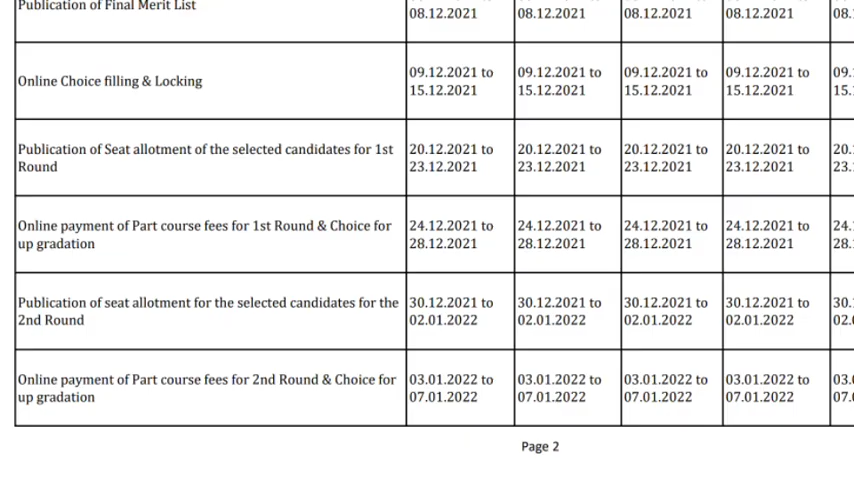 Publication of Final Merit List
08.12.2021 08.12.2021 08.12.2021 08.12.2021 08.
Online Choice filling & Locking
09.12.2021 to 09.12.2021 to 09.12.2021 to 09.12.2021 to 09.
15.12.2021 15.12.2021 15.12.2021 15.12.2021 15.
Publication of Seat allotment of the selected candidates for 1st
Round
20.12.2021 to 20.12.2021 to 20.12.2021 to 20.12.2021 to 20.
23.12.2021 23.12.2021 23.12.2021 23.12.2021 23.
Online payment of Part course fees for 1st Round & Choice for
up gradation
24.12.2021 to 24.12.2021 to 24.12.2021 to 24.12.2021 to 24.
28.12.2021 28.12.2021 28.12.2021 28.12.2021 28.
Publication of seat allotment for the selected candidates for the
2nd Round
30.12.2021 to 30.12.2021 to 30.12.2021 to 30.12.2021 to 30.
02.01.2022 02.01.2022 02.01.2022 02.01.2022 02.
Online payment of Part course fees for 2nd Round & Choice for
up gradation
03.01.2022 to 03.01.2022 to 03.01.2022 to 03.01.2022 to 03.
07.01.2022 07.01.2022 07.01.2022 07.01.2022 07.
Page 2